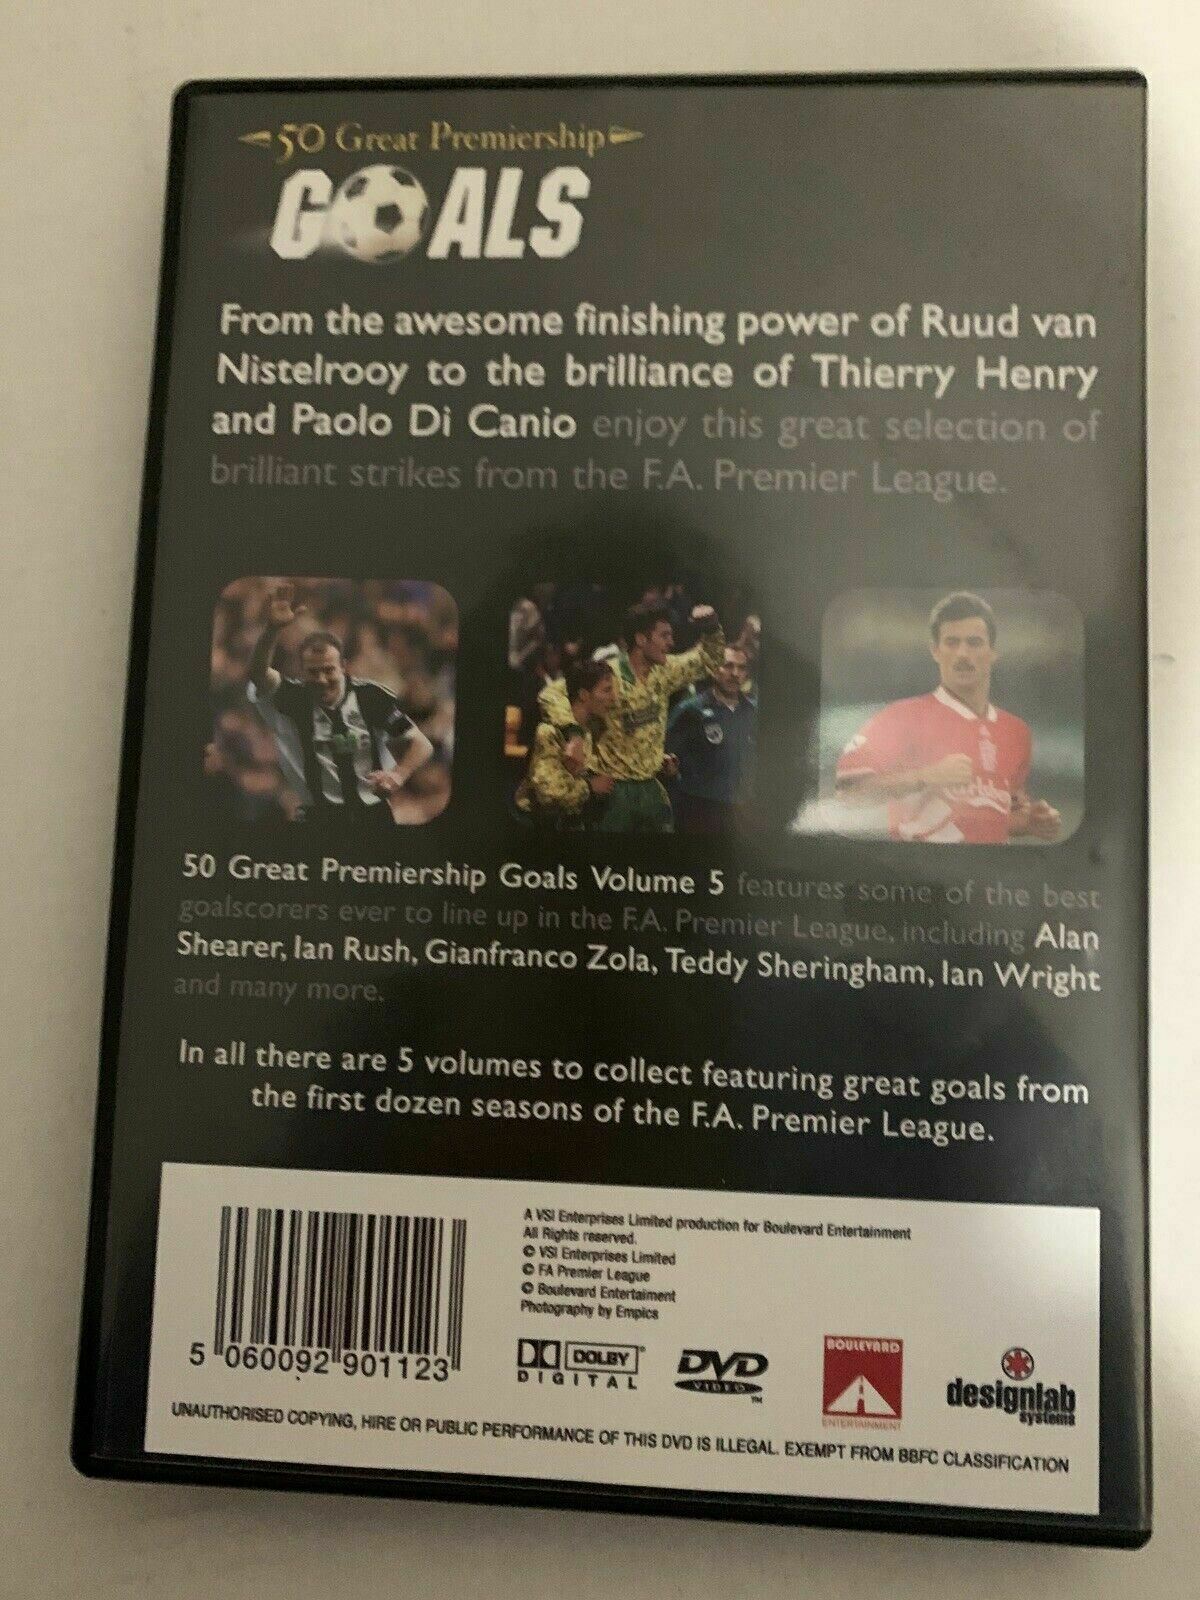 50 Great Premiership
GOALS
From the awesome finishing power of Ruud van
Nistelrooy to the brilliance of Thierry Henry
and Paolo Di Canio enjoy this great selection of
brilliant strikes from the F.A. Premier League.
50 Great Premiership Goals Volume 5 features some of the best
goalscorers ever to line up in the F.A. Premier League, including Alan
Shearer, Ian Rush, Gianfranco Zola, Teddy Sheringham, Ian Wright
and many more.
In all there are 5 volumes to collect featuring great goals from
the first dozen seasons of the F.A. Premier League.
A VSI Enterprises Limited production for Boulevard Entertainment
All Rights reserved.
© VSI Enterprises Limited
© FA Premier League
© Boulevard Entertaiment
Photography by Empics
5 060092 901123
DOLBY
DIGITAL
DVD
VIDEO
TM
BOULEVARD
ENTERTAINMENT
designlab
systems
UNAUTHORISED COPYING, HIRE OR PUBLIC PERFORMANCE OF THIS DVD IS ILLEGAL. EXEMPT FROM BBFC CLASSIFICATION